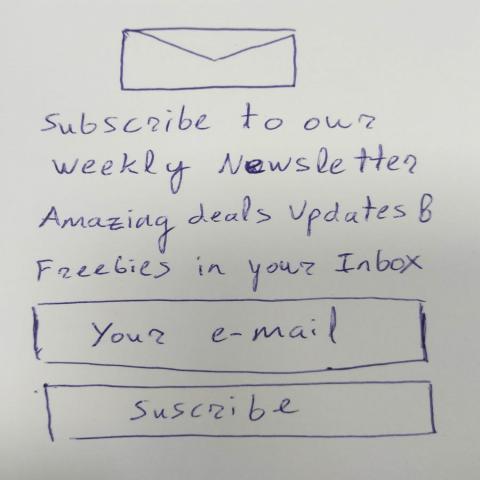 Subscribe to our
weekly Newsletter
Amazing deals Updates &
Freebies in your Inbox
Your e-mail
Suscribe